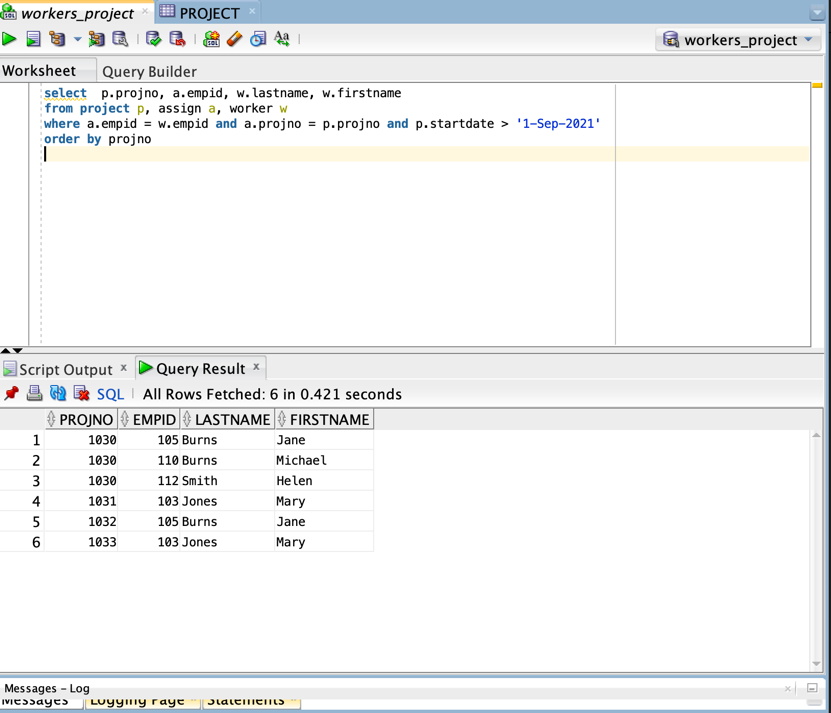 workers_project
PROJECT
workers_project
Worksheet
Query Builder
select  p.projno, a.empid, w.lastname, w.firstname
from project p, assign a, worker w
where a.empid = w.empid and a.projno = p.projno and p.startdate > '1-Sep-2021'
order by projno
Script Output
Query Result
SQL
All Rows Fetched: 6 in 0.421 seconds
PROJNO EMPID LASTNAME FIRSTNAME
1 1030 105 Burns Jane
2 1030 110 Burns Michael
3 1030 112 Smith Helen
4 1031 103 Jones Mary
5 1032 105 Burns Jane
6 1033 103 Jones Mary
Messages - Log
Messages
Logging Page
Statements